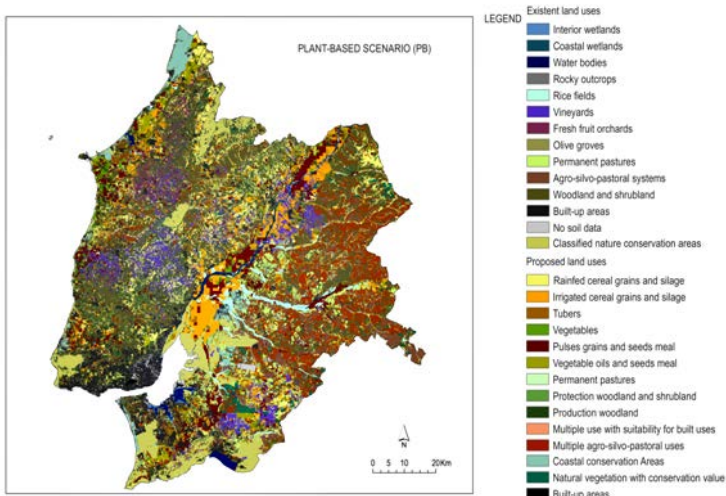 PLANT-BASED SCENARIO (PB)
N
0 5 10 20Km
LEGEND
Existent land uses
Interior wetlands
Coastal wetlands
Water bodies
Rocky outcrops
Rice fields
Vineyards
Fresh fruit orchards
Olive groves
Permanent pastures
Agro-silvo-pastoral systems
Woodland and shrubland
Built-up areas
No soil data
Classified nature conservation areas
Proposed land uses
Rainfed cereal grains and silage
Irrigated cereal grains and silage
Tubers
Vegetables
Pulses grains and seeds meal
Vegetable oils and seeds meal
Permanent pastures
Protection woodland and shrubland
Production woodland
Multiple use with suitability for built uses
Multiple agro-silvo-pastoral uses
Coastal conservation Areas
Natural vegetation with conservation value
Built-up areas